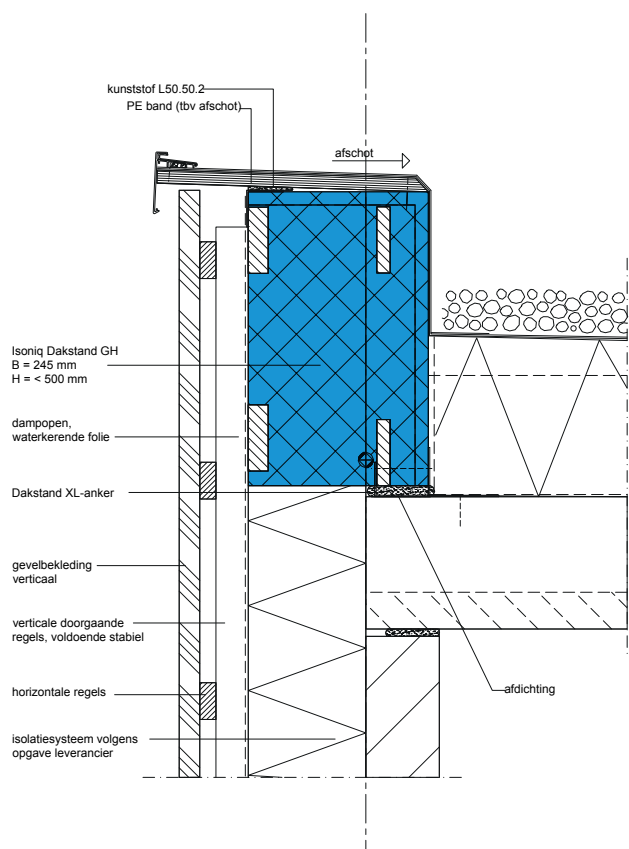 kunststof L50.50.2
PE band (tbv afschot)
afschot
Isoniq Dakstand GH
B = 245 mm
H = < 500 mm
dampopen,
waterkerende folie
Dakstand XL-anker
gevelbekleding
verticaal
verticale doorgaande
regels, voldoende stabiel
horizontale regels
afdichting
isolatiesysteem volgens
opgave leverancier